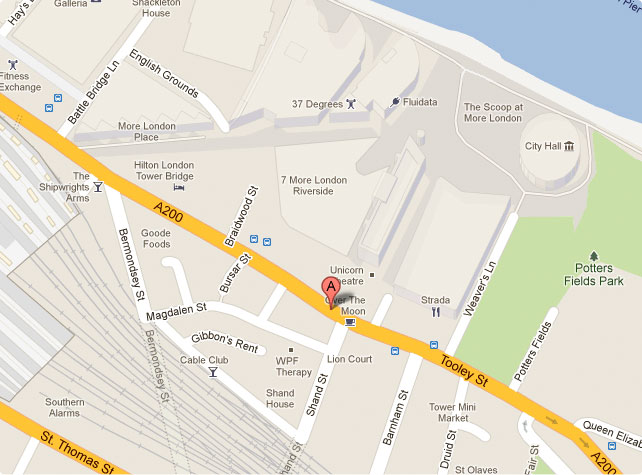 Galleria
Shackleton
House
Pier
Hay's
Fitness
Exchange
Battle Bridge Ln
English Grounds
37 Degrees
Fluidata
The Scoop at
More London
City Hall
More London
Place
Hilton London
Tower Bridge
7 More London
Riverside
The
Shipwrights
Arms
A200
Braidwood St
Goode
Foods
Bermondsey St
Bursar St
Unicorn
Theatre
A
Over The
Moon
Strada
Weaver's Ln
Potters
Fields Park
Magdalen St
Gibbon's Rent
Bermondsey St
Cable Club
WPF
Therapy
Lion Court
Shand
House
Shand St
Tooley St
Potters Fields
Barnham St
Tower Mini
Market
Druid St
Southern
Alarms
St. Thomas St
St Olaves
Fair St
Queen Elizab
A200